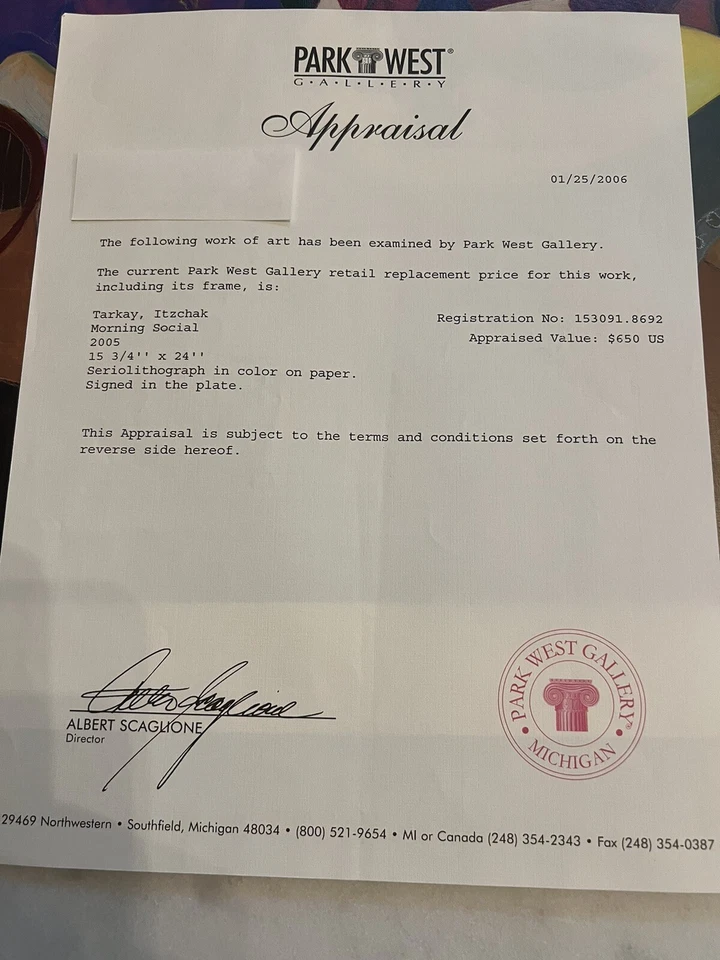 PARK WEST®
G·A·L·L·E·R·Y
Appraisal
01/25/2006
The following work of art has been examined by Park West Gallery.
The current Park West Gallery retail replacement price for this work,
including its frame, is:
Tarkay, Itzchak
Morning Social
2005
15 3/4'' x 24''
Seriolithograph in color on paper.
Signed in the plate.
Registration No: 153091.8692
Appraised Value: $650 US
This Appraisal is subject to the terms and conditions set forth on the
reverse side hereof.
ALBERT SCAGLIONE
Director
PARK WEST GALLERY®
• MICHIGAN •
29469 Northwestern • Southfield, Michigan 48034 • (800) 521-9654 • MI or Canada (248) 354-2343 • Fax (248) 354-0387